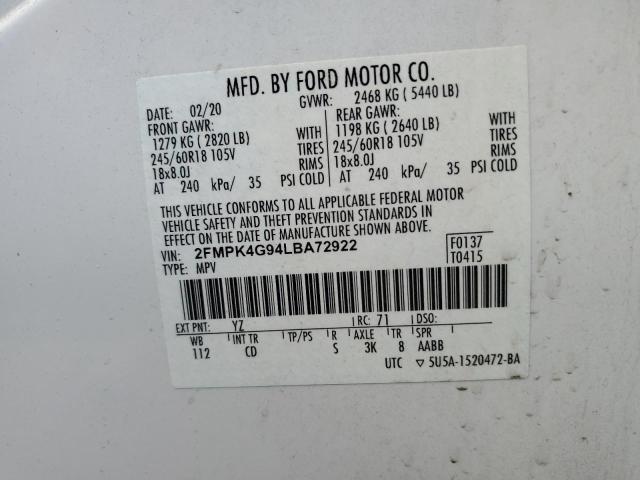 MFD. BY FORD MOTOR CO.
DATE: 02/20 GVWR: 2468 KG ( 5440 LB)
FRONT GAWR: REAR GAWR:
1279 KG ( 2820 LB) WITH 1198 KG ( 2640 LB) WITH
245/60R18 105V TIRES 245/60R18 105V TIRES
18x8.0J RIMS 18x8.0J RIMS
AT 240 kPa/ 35 PSI COLD AT 240 kPa/ 35 PSI COLD
THIS VEHICLE CONFORMS TO ALL APPLICABLE FEDERAL MOTOR
VEHICLE SAFETY AND THEFT PREVENTION STANDARDS IN
EFFECT ON THE DATE OF MANUFACTURE SHOWN ABOVE.
VIN: 2FMPK4G94LBA72922 F0137
TYPE: MPV T0415
EXT PNT: YZ RC: 71 DSO:
WB INT TR TP/PS R AXLE TR SPR
112 CD S 3K 8 AABB
UTC ▽ 5U5A-1520472-BA